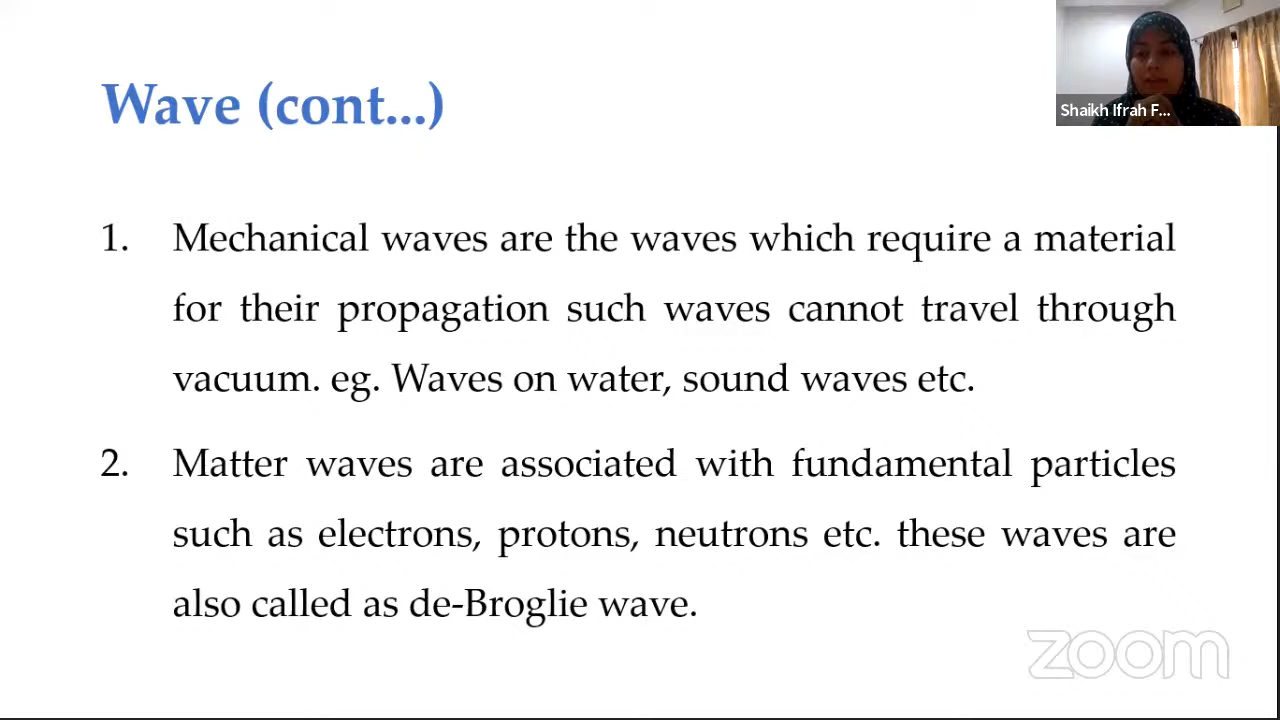 Wave (cont...)
Shaikh Ifrah F...
1. Mechanical waves are the waves which require a material
for their propagation such waves cannot travel through
vacuum. eg. Waves on water, sound waves etc.
2. Matter waves are associated with fundamental particles
such as electrons, protons, neutrons etc. these waves are
also called as de-Broglie wave.
zoom